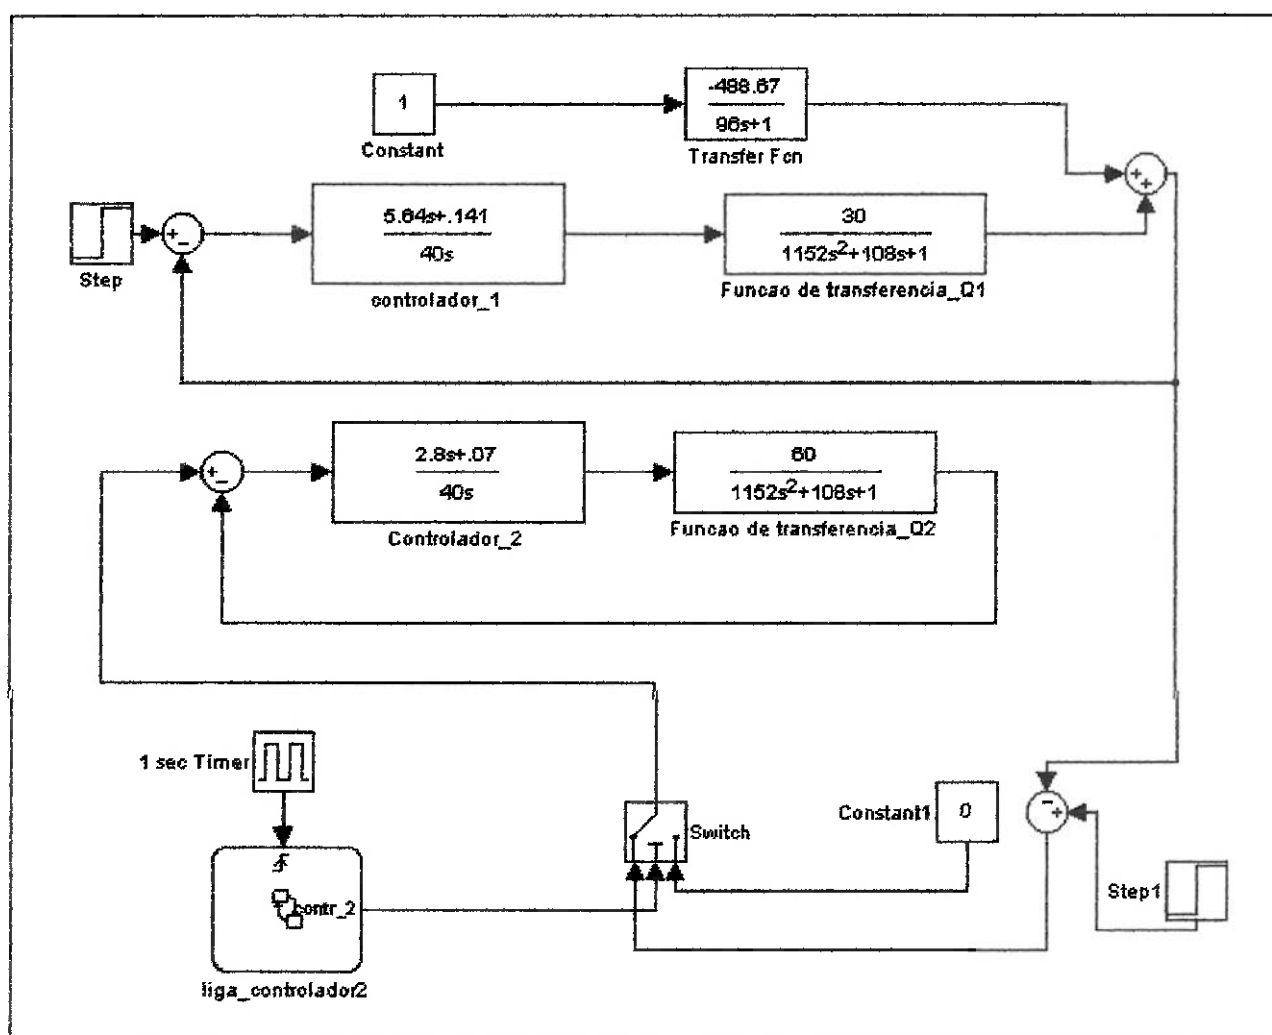 1
Constant
-488.67
96s+1
Transfer Fcn
Step
5.64s+.141
40s
controlador_1
30
1152s²+108s+1
Funcao de transferencia_Q1
2.8s+.07
40s
Controlador_2
60
1152s²+108s+1
Funcao de transferencia_Q2
1 sec Timer
contr_2
liga_controlador2
Switch
Constant1
0
Step1